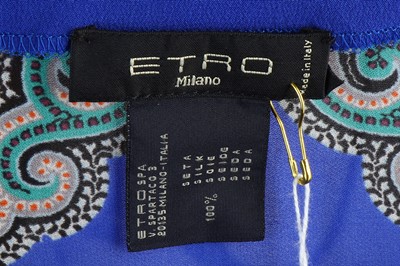 ETRO
Milano
Made in Italy
ETRO SPA
V. SPARTACO 3
20135 MILANO-ITALIA
100%
SETA
SILK
SOIE
SEIDE
SEDA
SEDA